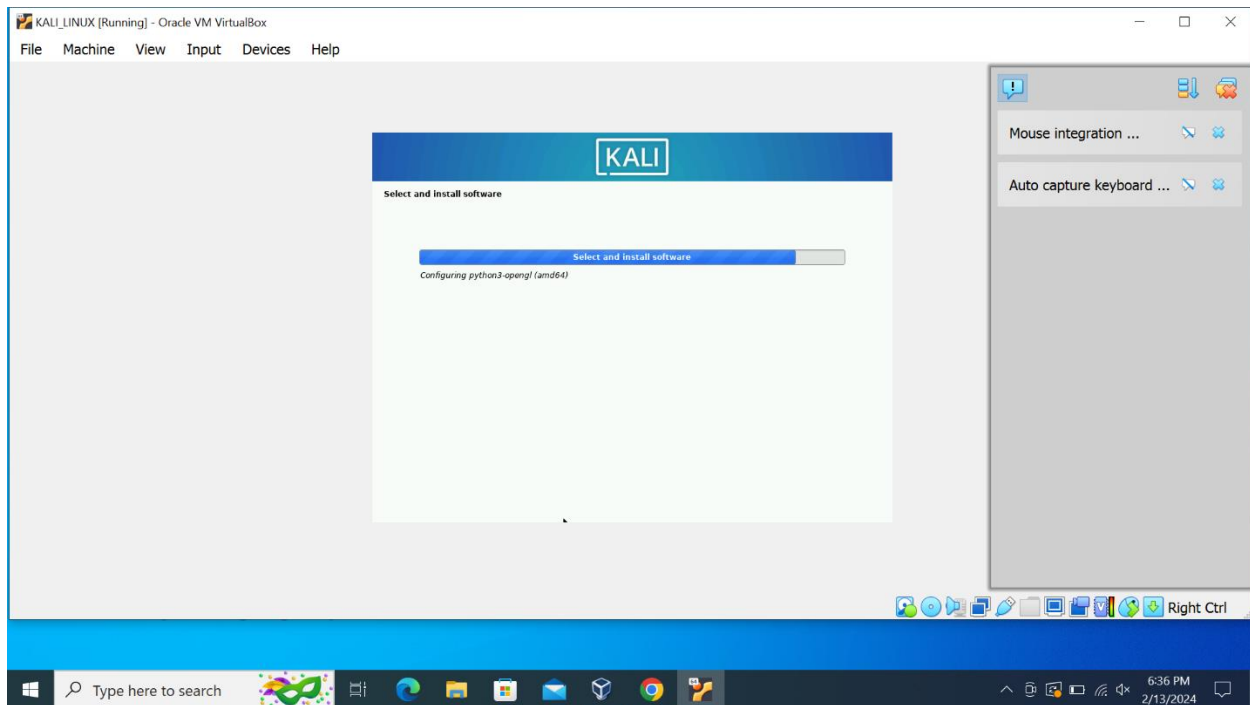 KALI_LINUX [Running] - Oracle VM VirtualBox
File Machine View Input Devices Help
Mouse integration ...
Auto capture keyboard ...
KALI
Select and install software
Select and install software
Configuring python3-opengl (amd64)
Right Ctrl
Type here to search
6:36 PM
2/13/2024